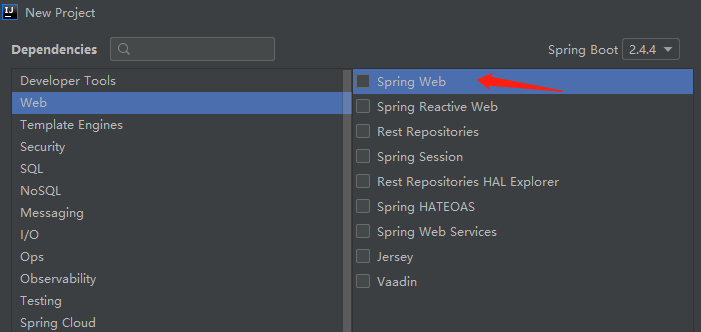 IJ New Project
Dependencies
Spring Boot 2.4.4
Developer Tools
Web
Template Engines
Security
SQL
NoSQL
Messaging
I/O
Ops
Observability
Testing
Spring Cloud
Spring Web
Spring Reactive Web
Rest Repositories
Spring Session
Rest Repositories HAL Explorer
Spring HATEOAS
Spring Web Services
Jersey
Vaadin